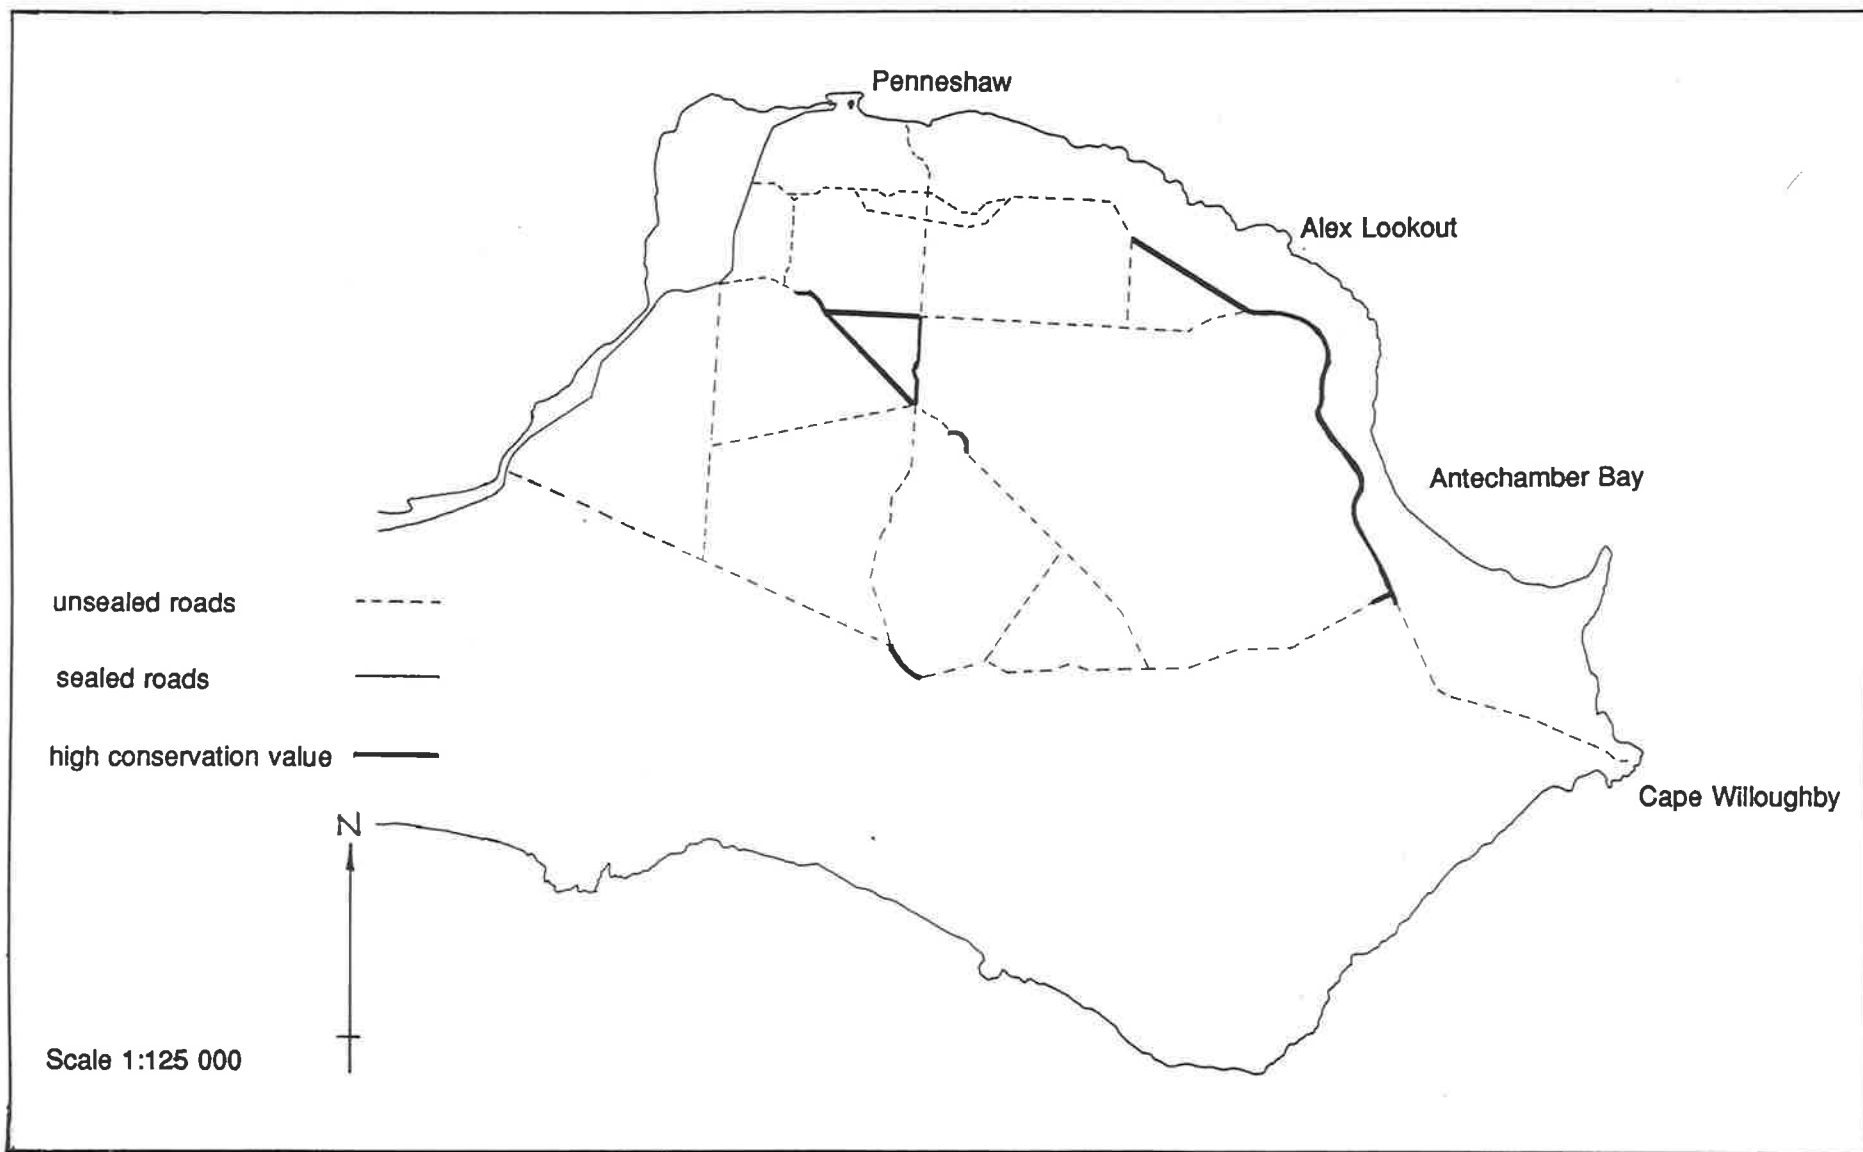 Penneshaw
Alex Lookout
Antechamber Bay
unsealed roads
sealed roads
high conservation value
Cape Willoughby
N
Scale 1:125 000